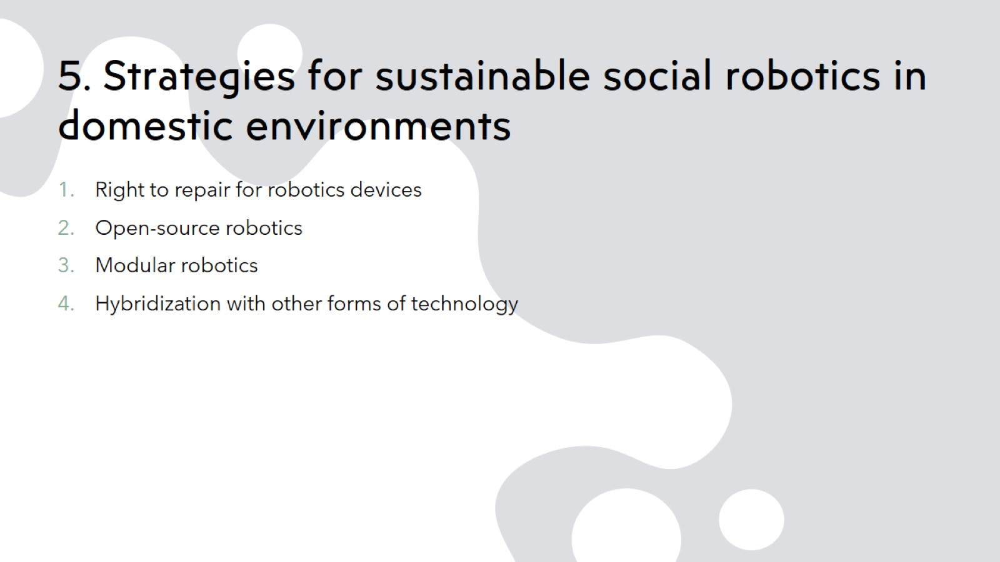 5. Strategies for sustainable social robotics in
domestic environments
1. Right to repair for robotics devices
2. Open-source robotics
3. Modular robotics
4. Hybridization with other forms of technology